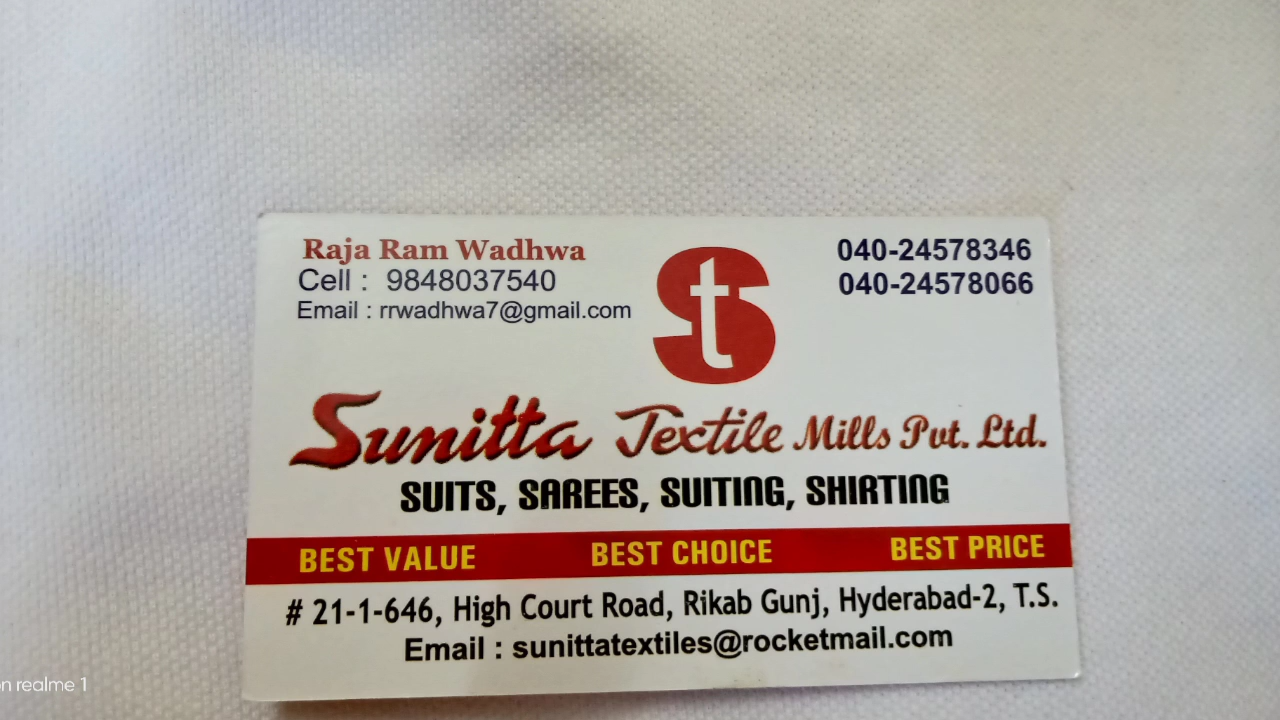 Raja Ram Wadhwa
Cell : 9848037540
Email : rrwadhwa7@gmail.com
St
040-24578346
040-24578066
Sunitta Textile Mills Pvt. Ltd.
SUITS, SAREES, SUITING, SHIRTING
BEST VALUE BEST CHOICE BEST PRICE
# 21-1-646, High Court Road, Rikab Gunj, Hyderabad-2, T.S.
Email : sunittatextiles@rocketmail.com
realme 1